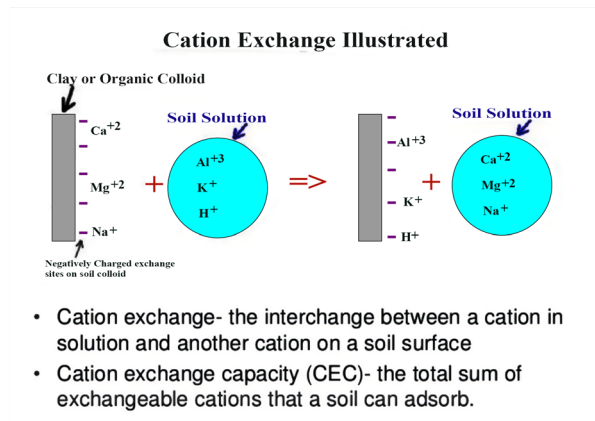 Cation Exchange Illustrated
Clay or Organic Colloid
Ca+2
Mg+2
Na+
Negatively Charged exchange
sites on soil colloid
+
Soil Solution
Al+3
K+
H+
=>
Al+3
K+
H+
+
Soil Solution
Ca+2
Mg+2
Na+
• Cation exchange- the interchange between a cation in
solution and another cation on a soil surface
• Cation exchange capacity (CEC)- the total sum of
exchangeable cations that a soil can adsorb.